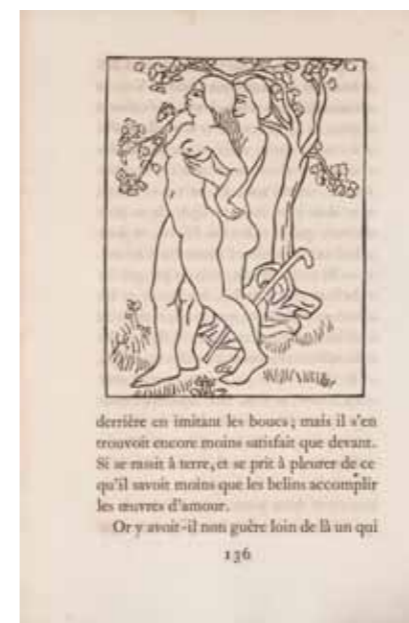 derrière en imitant les boucs ; mais il s'en
trouvoit encore moins satisfait que devant.
Si se rassit à terre, et se prit à pleurer de ce
qu'il savoit moins que les belins accomplir
les œuvres d'amour.
Or y avoit-il non guère loin de là un qui
136